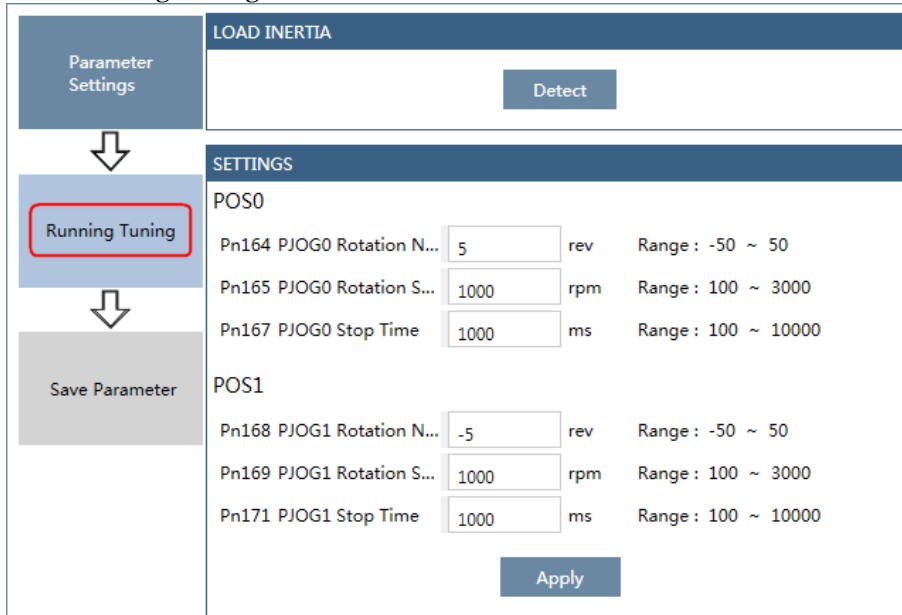 Parameter
Settings
Running Tuning
Save Parameter
LOAD INERTIA
Detect
SETTINGS
POS0
Pn164 PJOG0 Rotation N... 5 rev Range : -50 ~ 50
Pn165 PJOG0 Rotation S... 1000 rpm Range : 100 ~ 3000
Pn167 PJOG0 Stop Time 1000 ms Range : 100 ~ 10000
POS1
Pn168 PJOG1 Rotation N... -5 rev Range : -50 ~ 50
Pn169 PJOG1 Rotation S... 1000 rpm Range : 100 ~ 3000
Pn171 PJOG1 Stop Time 1000 ms Range : 100 ~ 10000
Apply